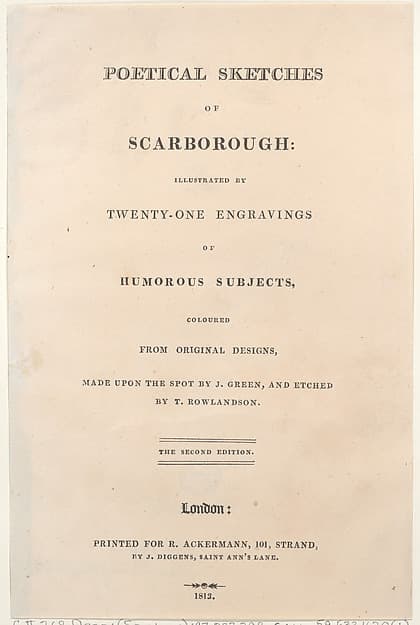 POETICAL SKETCHES
OF
SCARBOROUGH:
ILLUSTRATED BY
TWENTY-ONE ENGRAVINGS
OF
HUMOROUS SUBJECTS,
COLOURED
FROM ORIGINAL DESIGNS,
MADE UPON THE SPOT BY J. GREEN, AND ETCHED
BY T. ROWLANDSON.
THE SECOND EDITION.
London:
PRINTED FOR R. ACKERMANN, 101, STRAND,
BY J. DIGGENS, SAINT ANN'S LANE.
1813.